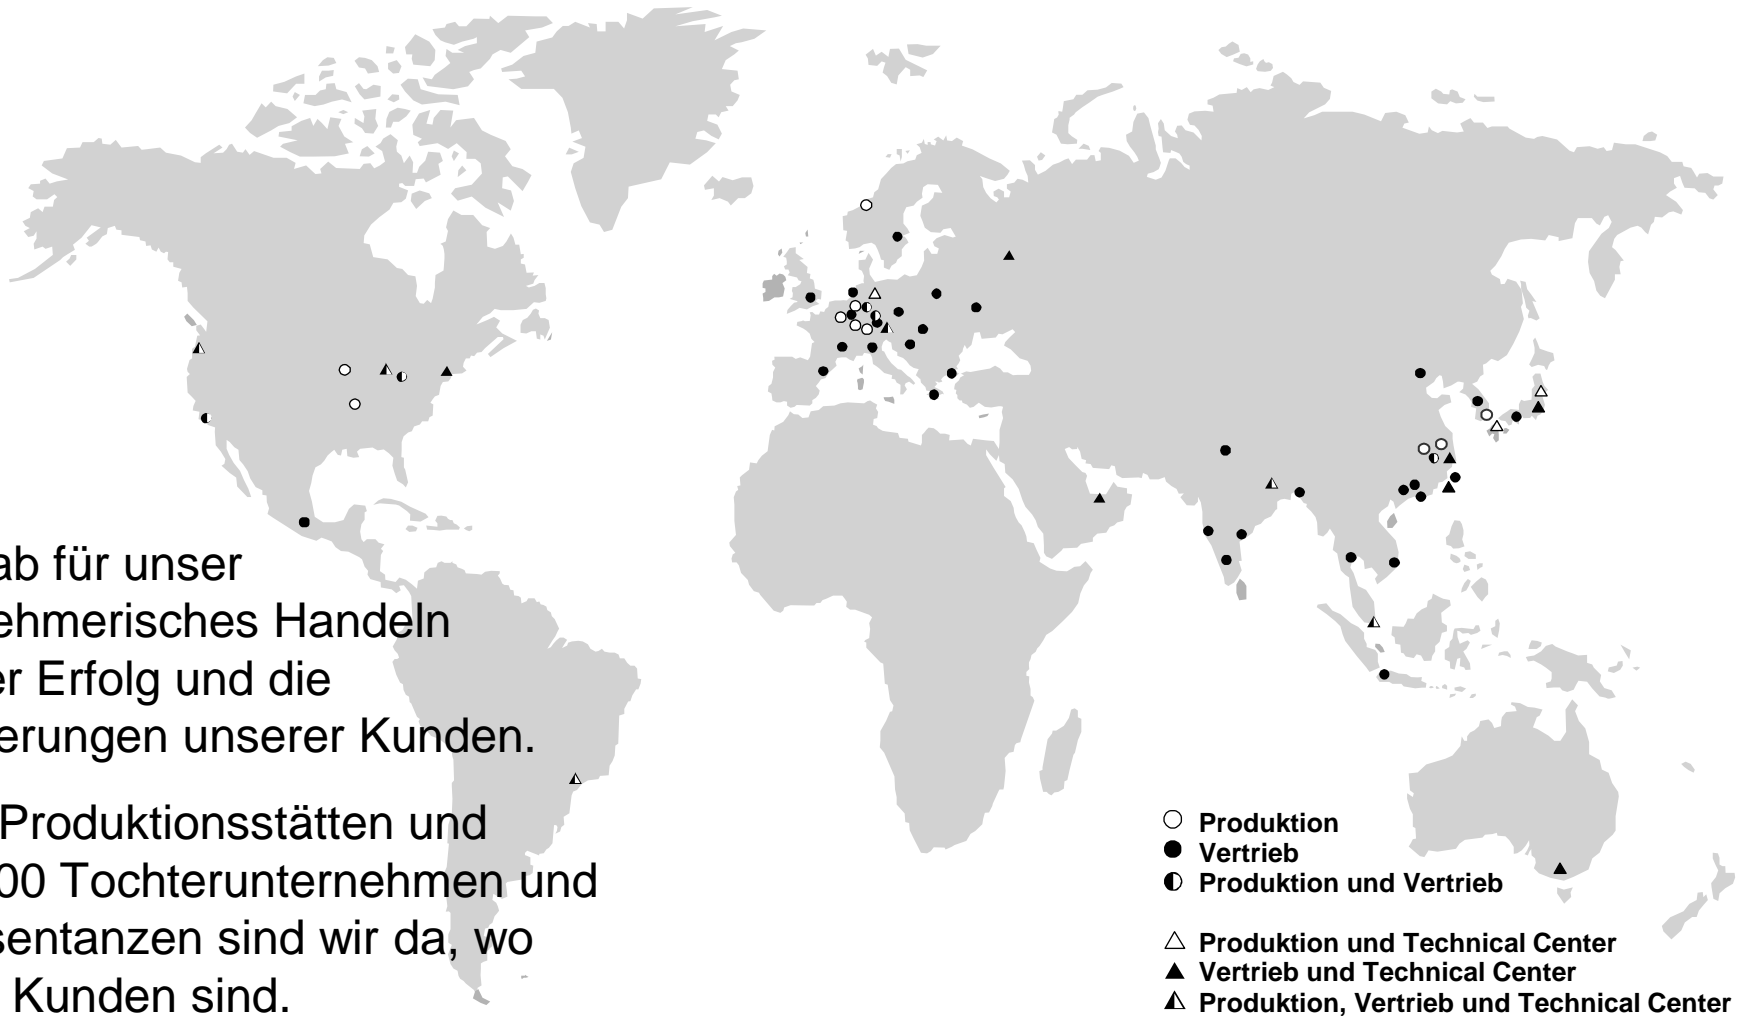 ab für unser
ehmerisches Handeln
er Erfolg und die
erungen unserer Kunden.
Produktionsstätten und
00 Tochterunternehmen und
sentanzen sind wir da, wo
Kunden sind.
Produktion
Vertrieb
Produktion und Vertrieb
Produktion und Technical Center
Vertrieb und Technical Center
Produktion, Vertrieb und Technical Center